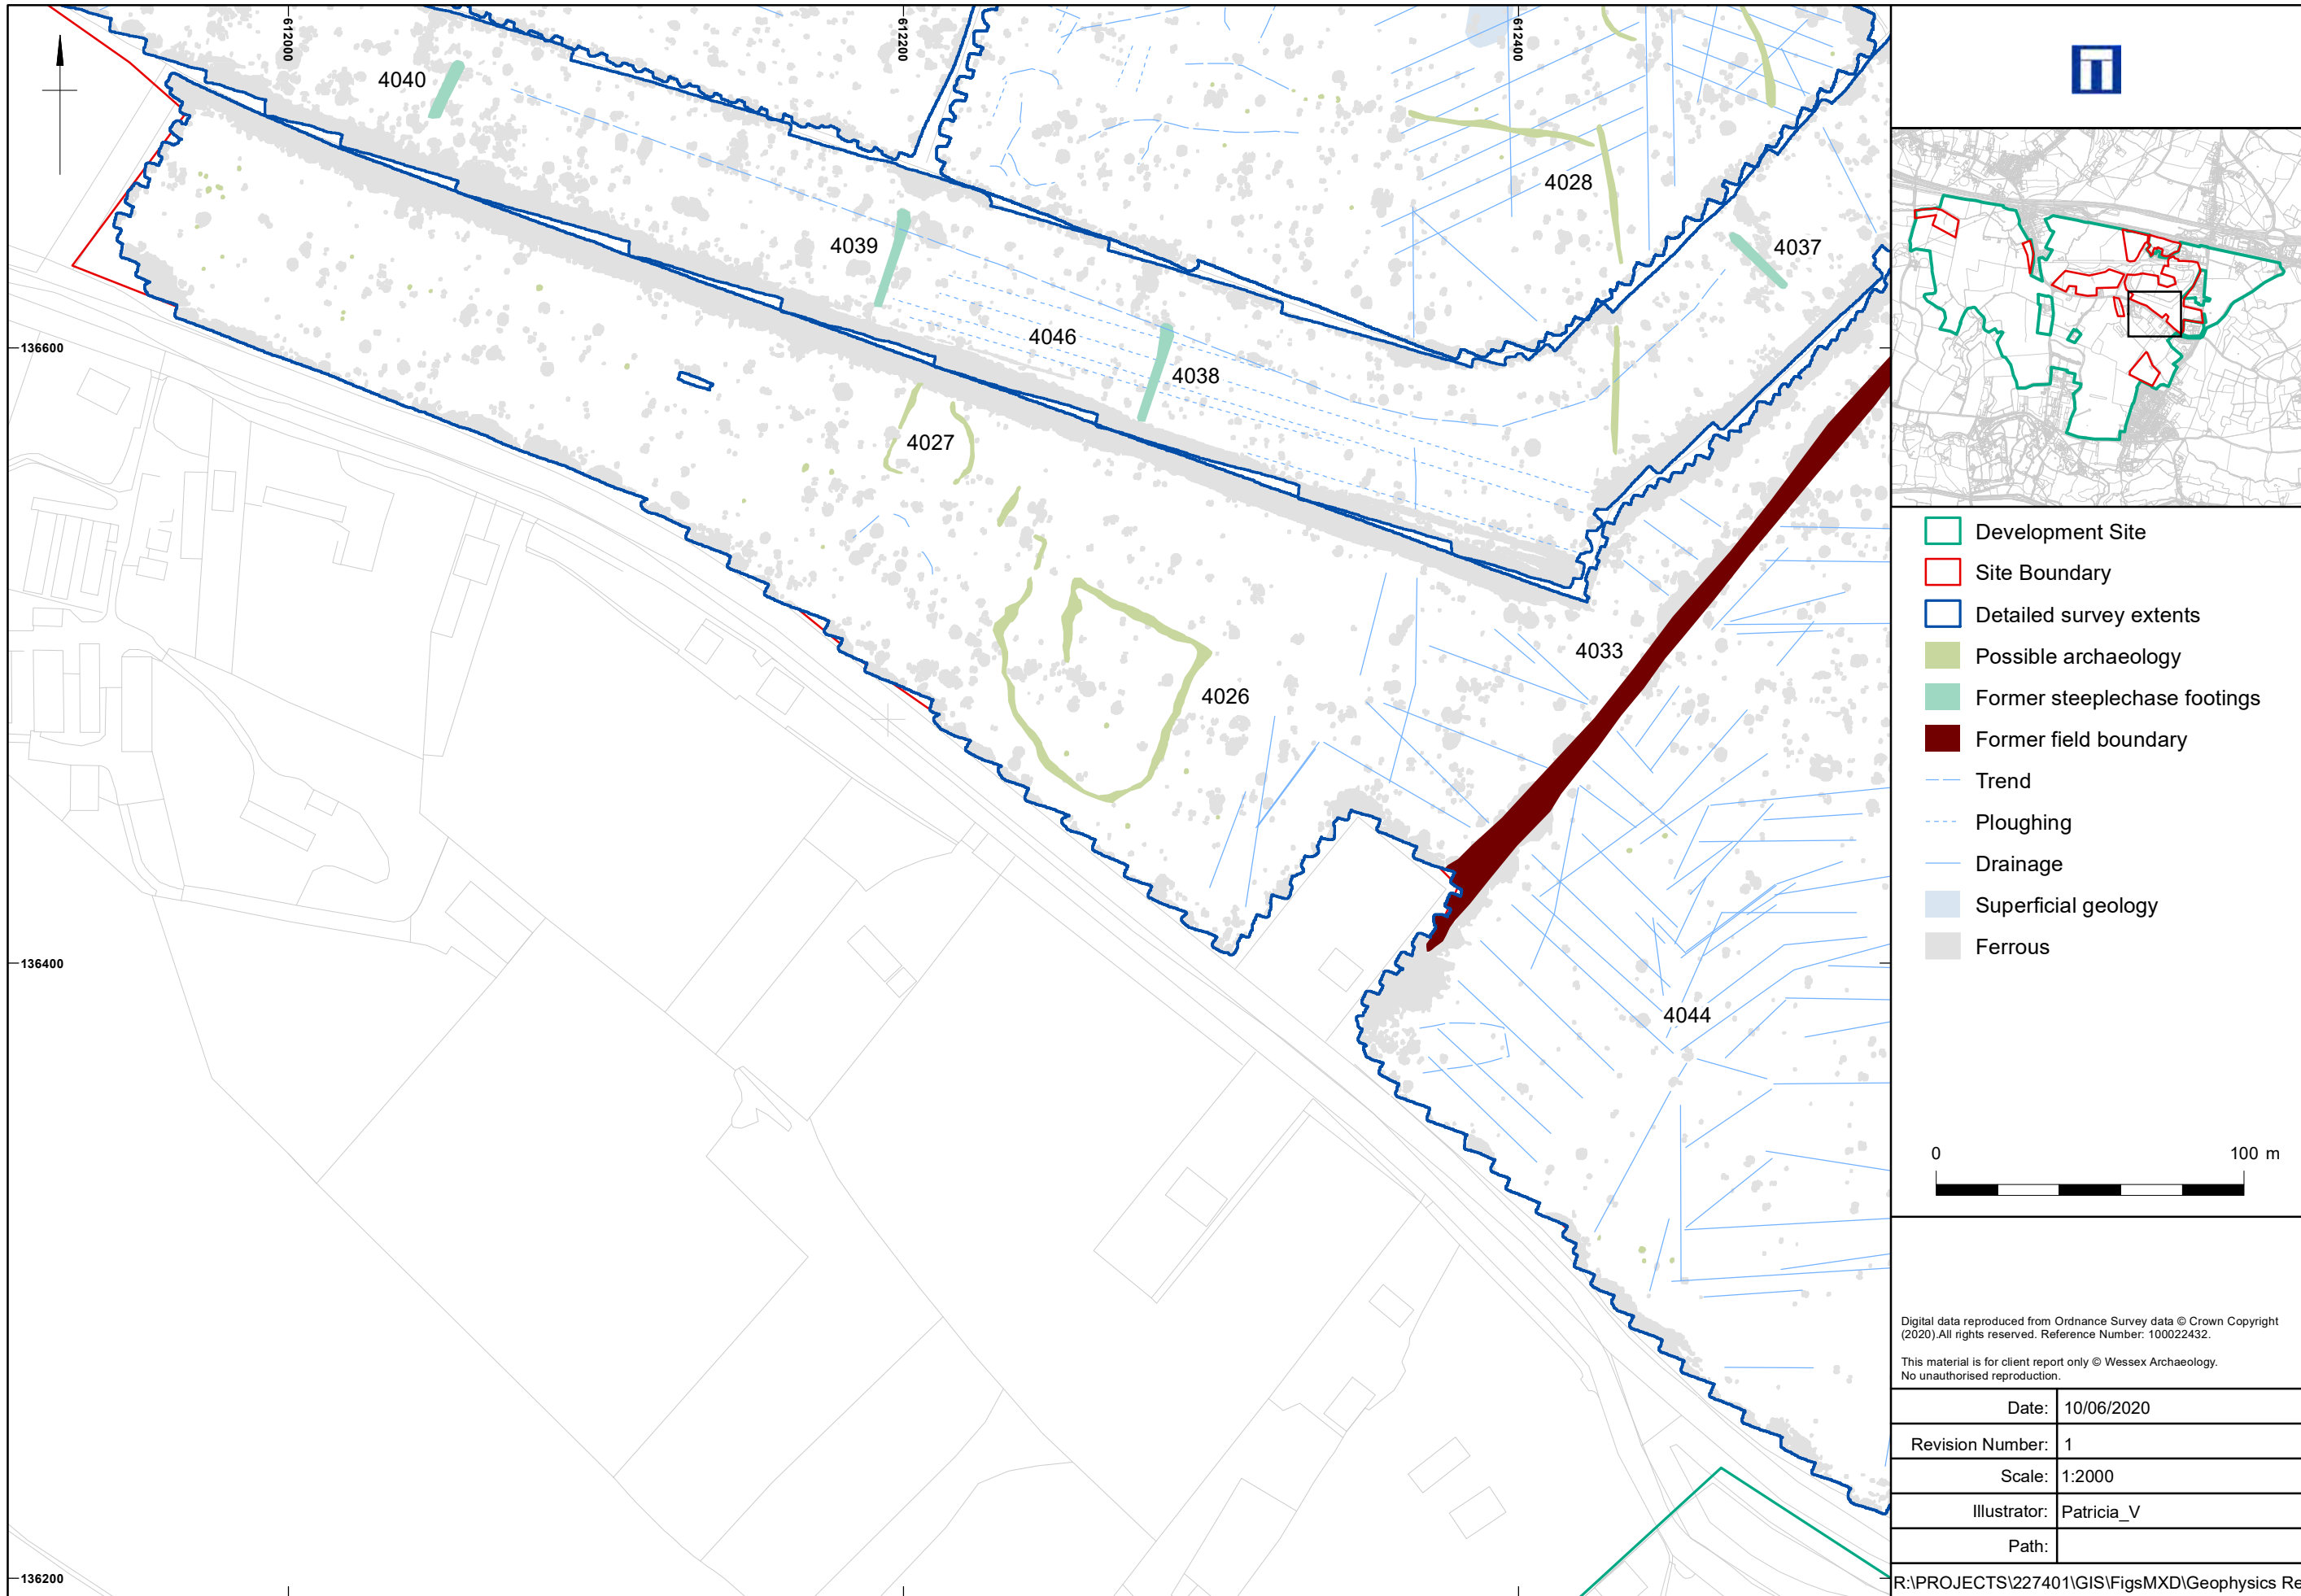 612000
612200
612400
4040
4028
4039
4037
136600
4046
4038
4027
4033
4026
136400
4044
136200
Development Site
Site Boundary
Detailed survey extents
Possible archaeology
Former steeplechase footings
Former field boundary
Trend
Ploughing
Drainage
Superficial geology
Ferrous
0 100 m
Digital data reproduced from Ordnance Survey data © Crown Copyright
(2020).All rights reserved. Reference Number: 100022432.
This material is for client report only © Wessex Archaeology.
No unauthorised reproduction.
Date: 10/06/2020
Revision Number: 1
Scale: 1:2000
Illustrator: Patricia_V
Path:
R:\PROJECTS\227401\GIS\FigsMXD\Geophysics Re